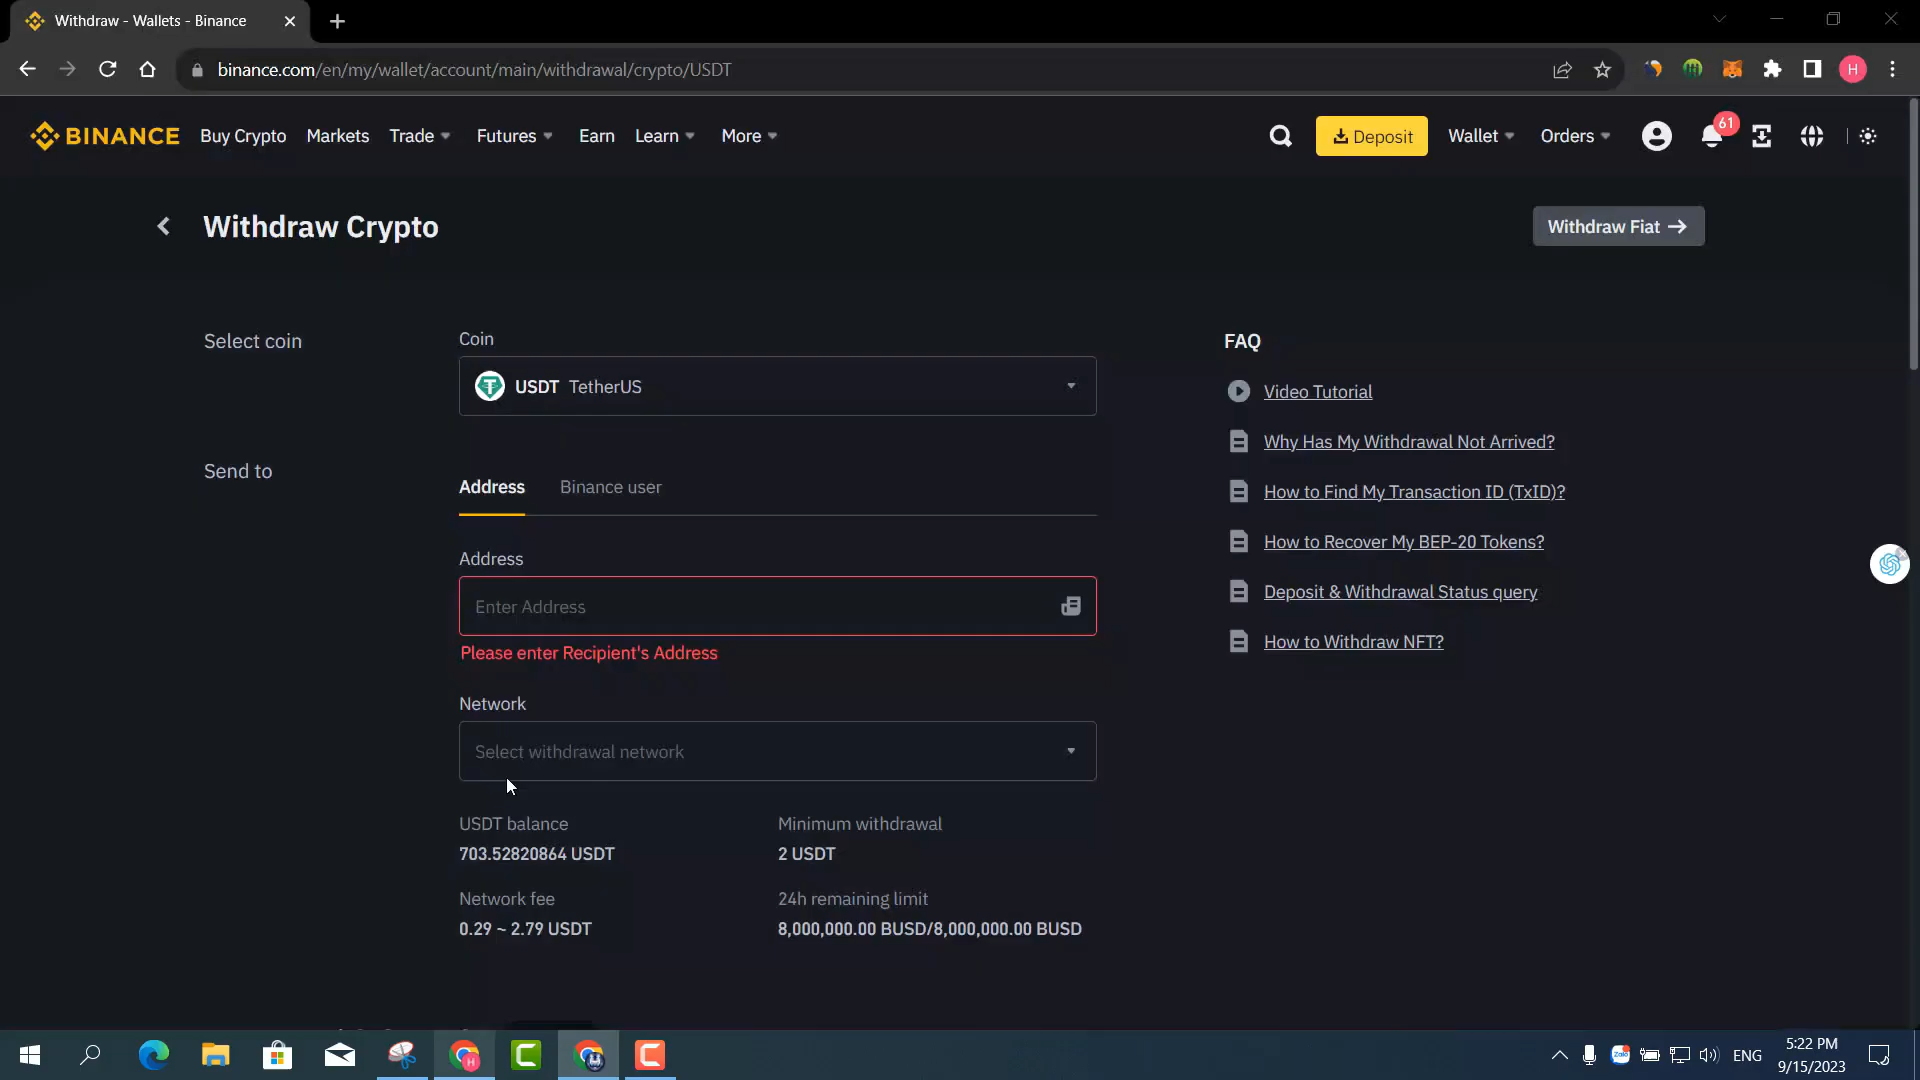 Withdraw - Wallets - Binance
binance.com/en/my/wallet/account/main/withdrawal/crypto/USDT
H
BINANCE Buy Crypto Markets Trade Futures Earn Learn More Deposit Wallet Orders 61
Withdraw Crypto
Withdraw Fiat
Select coin
Coin
USDT TetherUS
Send to
Address Binance user
Address
Enter Address
Please enter Recipient's Address
Network
Select withdrawal network
USDT balance
703.52820864 USDT
Minimum withdrawal
2 USDT
Network fee
0.29 ~ 2.79 USDT
24h remaining limit
8,000,000.00 BUSD/8,000,000.00 BUSD
FAQ
Video Tutorial
Why Has My Withdrawal Not Arrived?
How to Find My Transaction ID (TxID)?
How to Recover My BEP-20 Tokens?
Deposit & Withdrawal Status query
How to Withdraw NFT?
H
Zalo
ENG
5:22 PM
9/15/2023